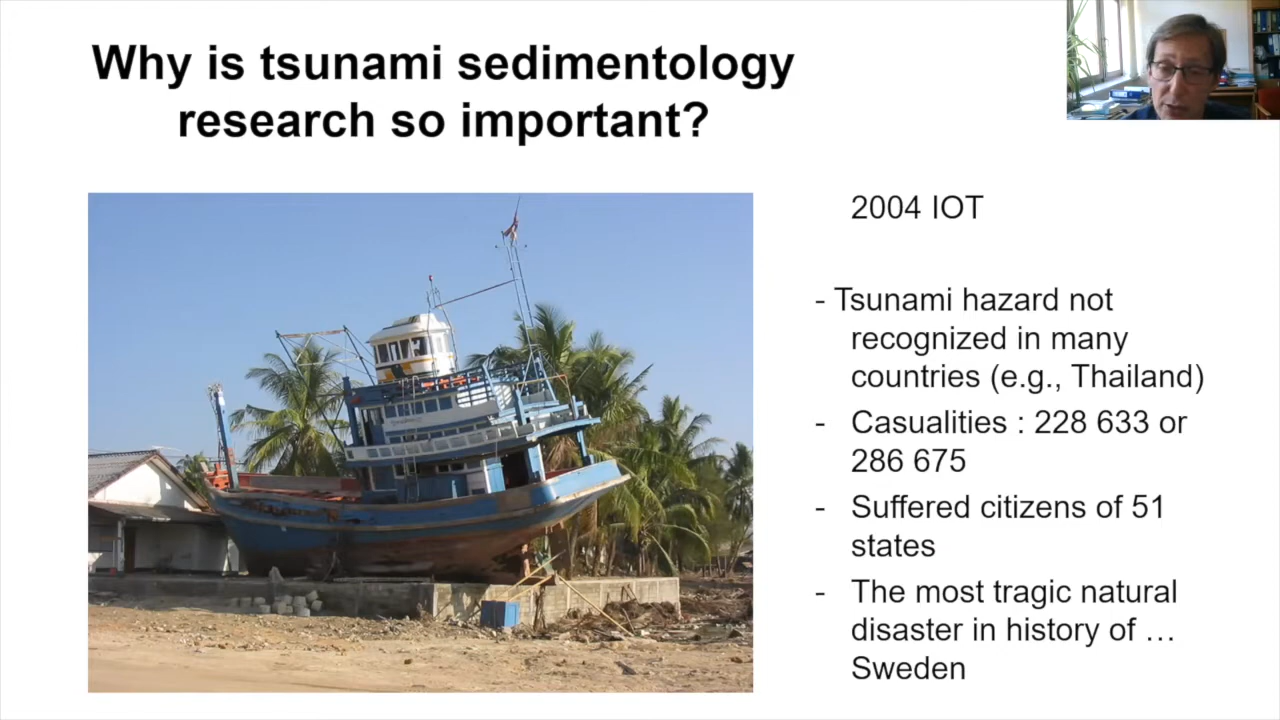 Why is tsunami sedimentology
research so important?
2004 IOT
- Tsunami hazard not
recognized in many
countries (e.g., Thailand)
- Casualities : 228 633 or
286 675
- Suffered citizens of 51
states
- The most tragic natural
disaster in history of …
Sweden